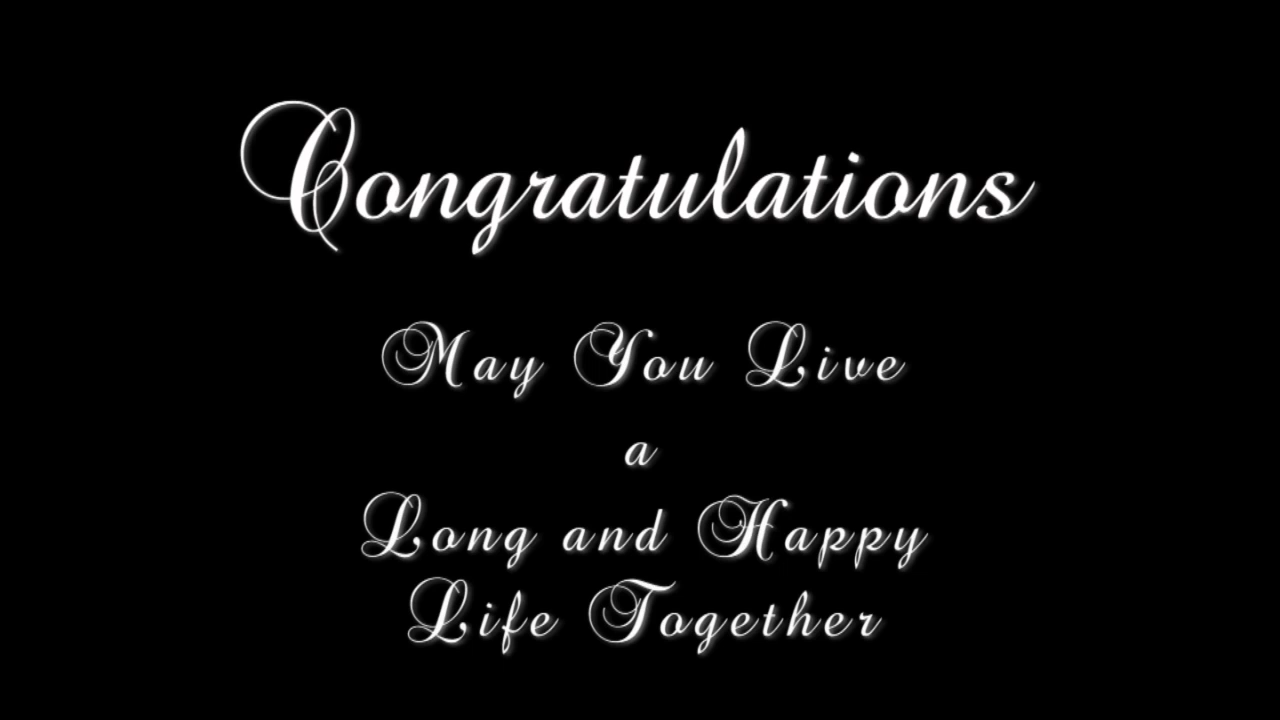 Congratulations
May You Live
a
Long and Happy
Life Together